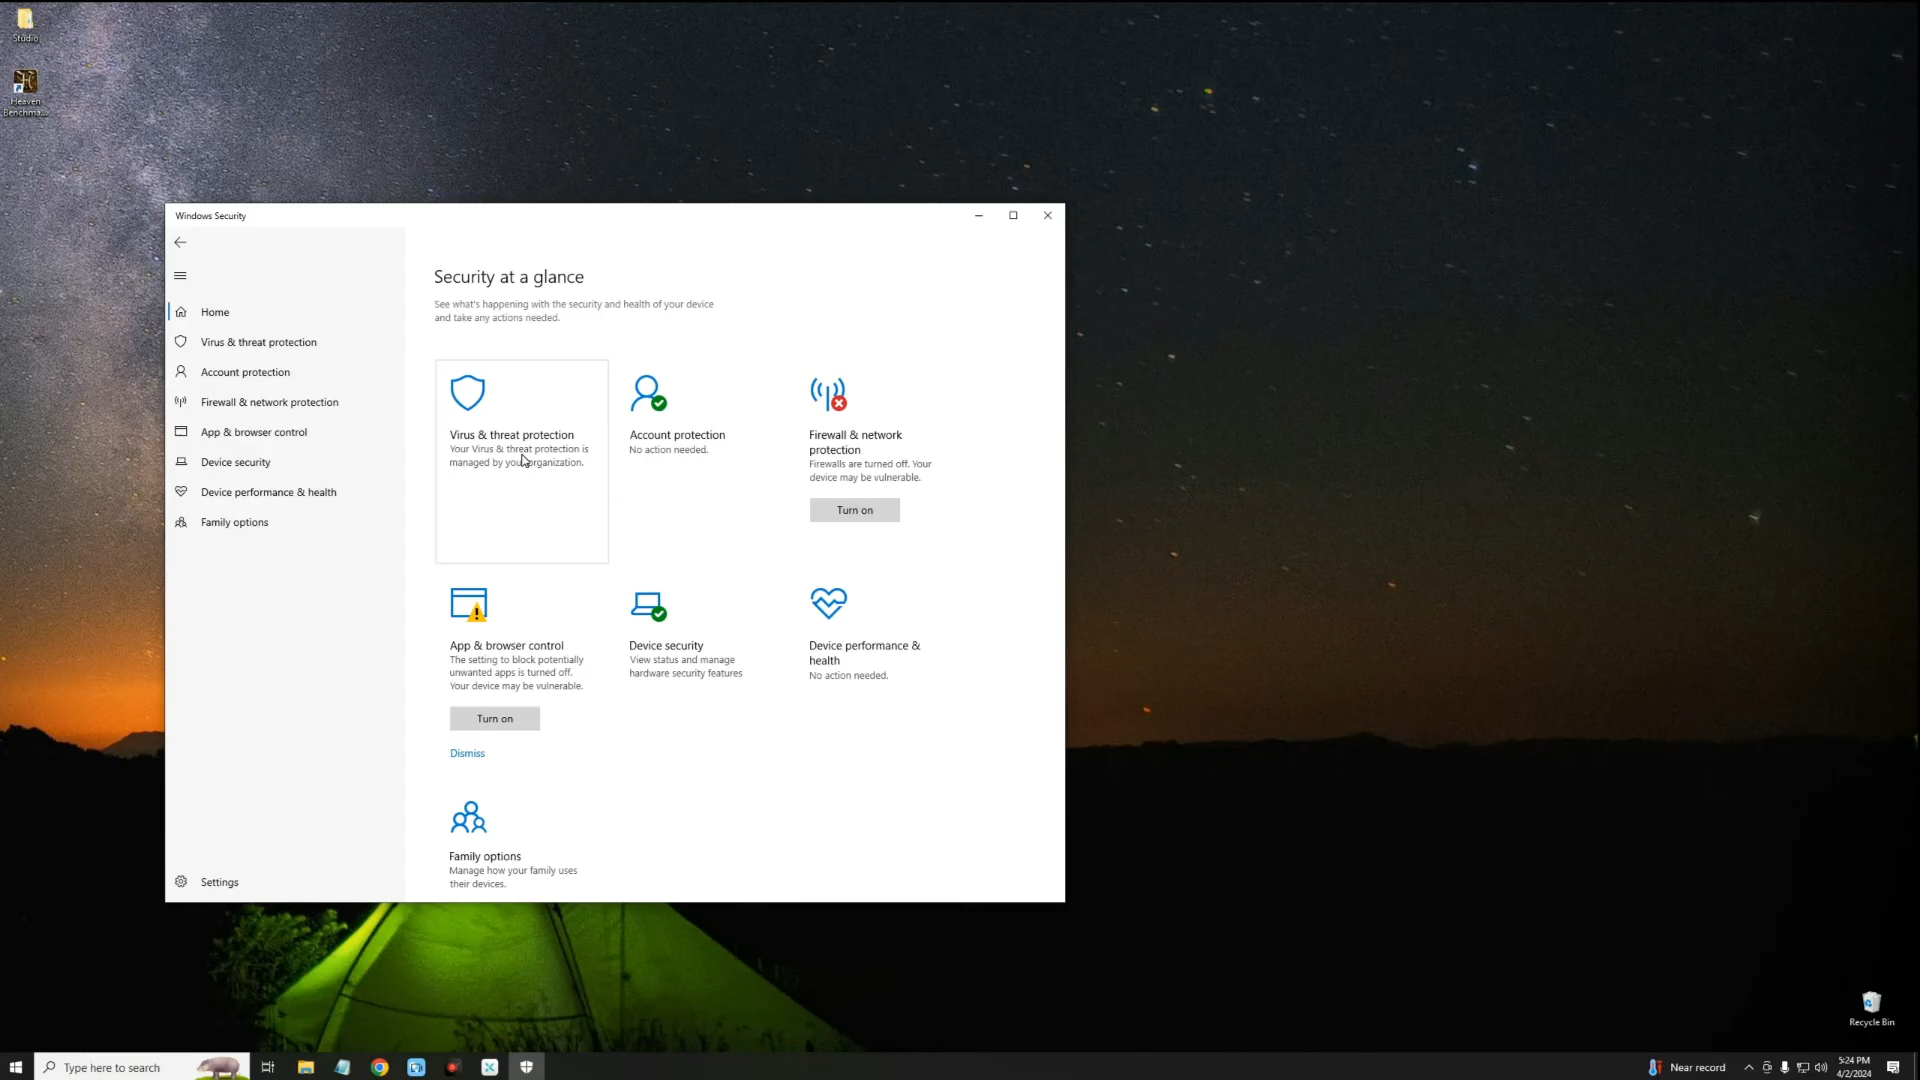 Studio
Heaven
Benchma...
Windows Security
Home
Virus & threat protection
Account protection
Firewall & network protection
App & browser control
Device security
Device performance & health
Family options
Settings
Security at a glance
See what's happening with the security and health of your device
and take any actions needed.
Virus & threat protection
Your Virus & threat protection is
managed by your organization.
Account protection
No action needed.
Firewall & network
protection
Firewalls are turned off. Your
device may be vulnerable.
Turn on
App & browser control
The setting to block potentially
unwanted apps is turned off.
Your device may be vulnerable.
Turn on
Dismiss
Device security
View status and manage
hardware security features
Device performance &
health
No action needed.
Family options
Manage how your family uses
their devices.
Recycle Bin
Type here to search
Near record
5:24 PM
4/2/2024